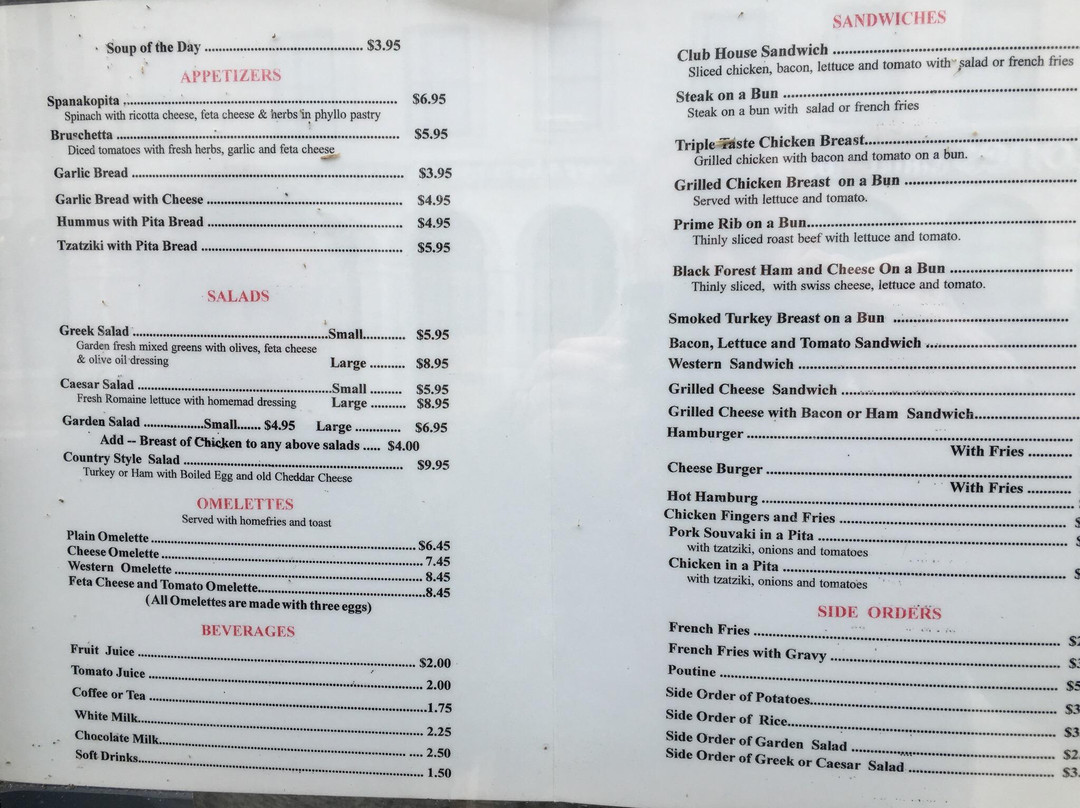 Soup of the Day ........................................ $3.95
APPETIZERS
Spanakopita ........................................ $6.95
Spinach with ricotta cheese, feta cheese & herbs in phyllo pastry
Bruschetta ........................................ $5.95
Diced tomatoes with fresh herbs, garlic and feta cheese
Garlic Bread ........................................ $3.95
Garlic Bread with Cheese ........................................ $4.95
Hummus with Pita Bread ........................................ $4.95
Tzatziki with Pita Bread ........................................ $5.95
SALADS
Greek Salad ........................................Small........... $5.95
Garden fresh mixed greens with olives, feta cheese
& olive oil dressing Large ......... $8.95
Caesar Salad ........................................Small ........ $5.95
Fresh Romaine lettuce with homemad dressing Large ......... $8.95
Garden Salad .................Small....... $4.95 Large ............ $6.95
Add -- Breast of Chicken to any above salads ..... $4.00
Country Style Salad ........................................ $9.95
Turkey or Ham with Boiled Egg and old Cheddar Cheese
OMELETTES
Served with homefries and toast
Plain Omelette ........................................ $6.45
Cheese Omelette ........................................ 7.45
Western Omelette ........................................ 8.45
Feta Cheese and Tomato Omelette........................................8.45
(All Omelettes are made with three eggs)
BEVERAGES
Fruit Juice ........................................ $2.00
Tomato Juice ........................................ 2.00
Coffee or Tea ........................................1.75
White Milk........................................ 2.25
Chocolate Milk........................................ 2.50
Soft Drinks........................................ 1.50
SANDWICHES
Club House Sandwich ........................................
Sliced chicken, bacon, lettuce and tomato with salad or french fries
Steak on a Bun ........................................
Steak on a bun with salad or french fries
Triple Taste Chicken Breast........................................
Grilled chicken with bacon and tomato on a bun.
Grilled Chicken Breast on a Bun ........................................
Served with lettuce and tomato.
Prime Rib on a Bun........................................
Thinly sliced roast beef with lettuce and tomato.
Black Forest Ham and Cheese On a Bun ........................................
Thinly sliced, with swiss cheese, lettuce and tomato.
Smoked Turkey Breast on a Bun ........................................
Bacon, Lettuce and Tomato Sandwich ........................................
Western Sandwich ........................................
Grilled Cheese Sandwich ........................................
Grilled Cheese with Bacon or Ham Sandwich........................................
Hamburger ........................................
With Fries ...........
Cheese Burger ........................................
With Fries ...........
Hot Hamburg ........................................
Chicken Fingers and Fries ........................................ $
Pork Souvaki in a Pita ........................................ $
with tzatziki, onions and tomatoes
Chicken in a Pita ........................................ $
with tzatziki, onions and tomatoes
SIDE ORDERS
French Fries ........................................ $2
French Fries with Gravy ........................................ $3
Poutine ........................................ $5
Side Order of Potatoes........................................ $3
Side Order of Rice........................................ $3
Side Order of Garden Salad ........................................ $2
Side Order of Greek or Caesar Salad ........................................ $3.